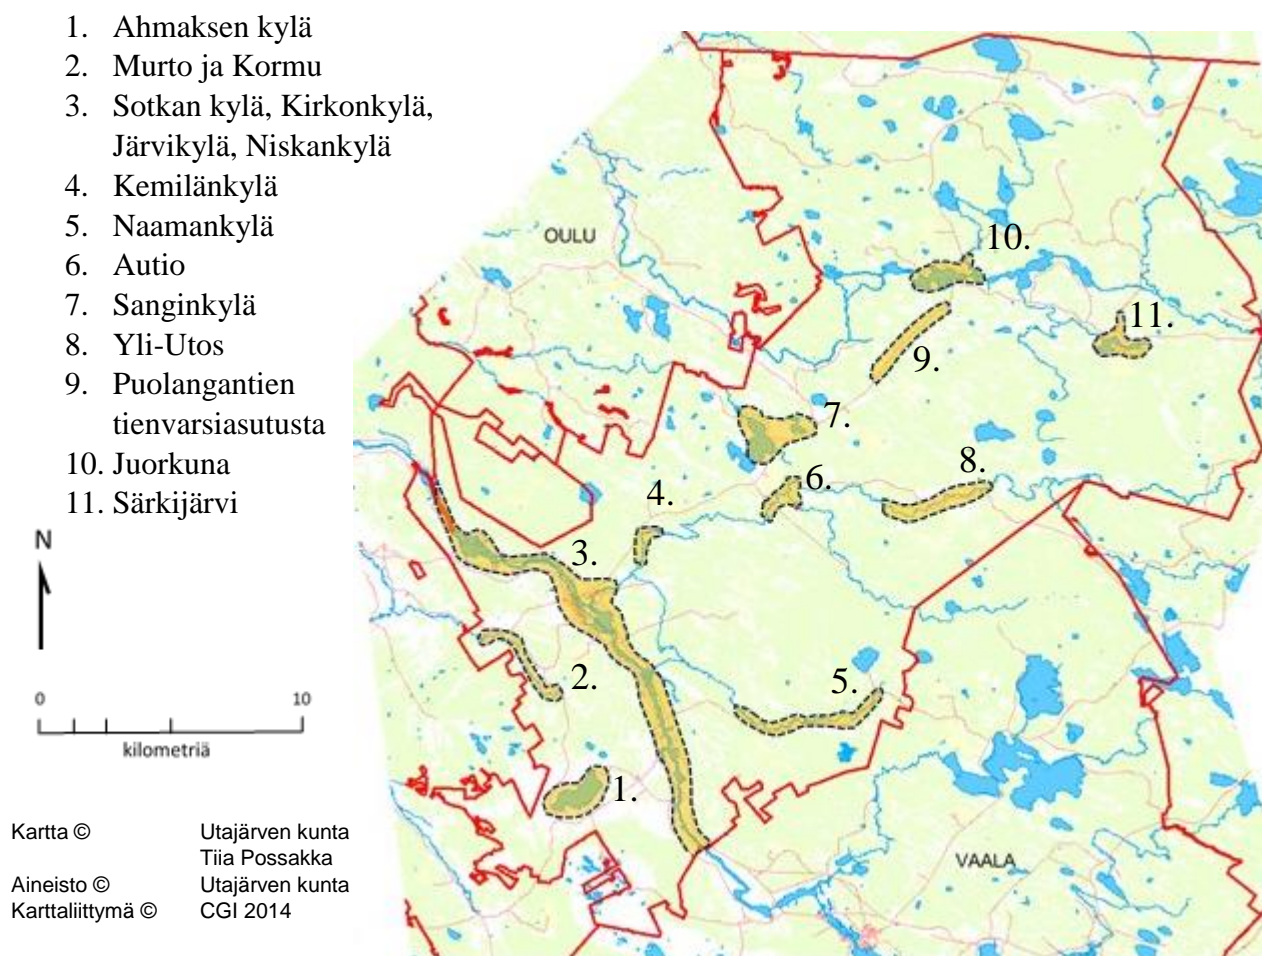 1. Ahmaksen kylä
2. Murto ja Kormu
3. Sotkan kylä, Kirkonkylä,
Järvikylä, Niskankylä
4. Kemilänkylä
5. Naamankylä
6. Autio
7. Sanginkylä
8. Yli-Utos
9. Puolangantien
tienvarsiasutusta
10. Juorkuna
11. Särkijärvi
N
0 10
kilometriä
Kartta © Utajärven kunta
Tiia Possakka
Aineisto © Utajärven kunta
Karttaliittymä © CGI 2014
OULU
10.
11.
9.
7.
8.
6.
4.
3.
2.
5.
1.
VAALA